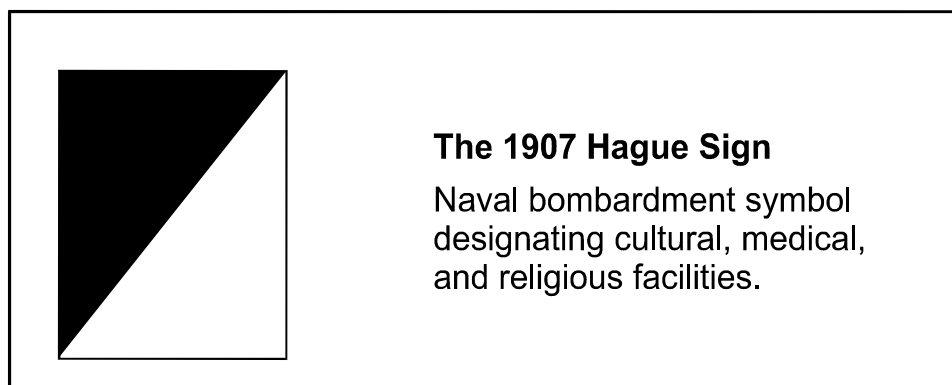 The 1907 Hague Sign
Naval bombardment symbol
designating cultural, medical,
and religious facilities.